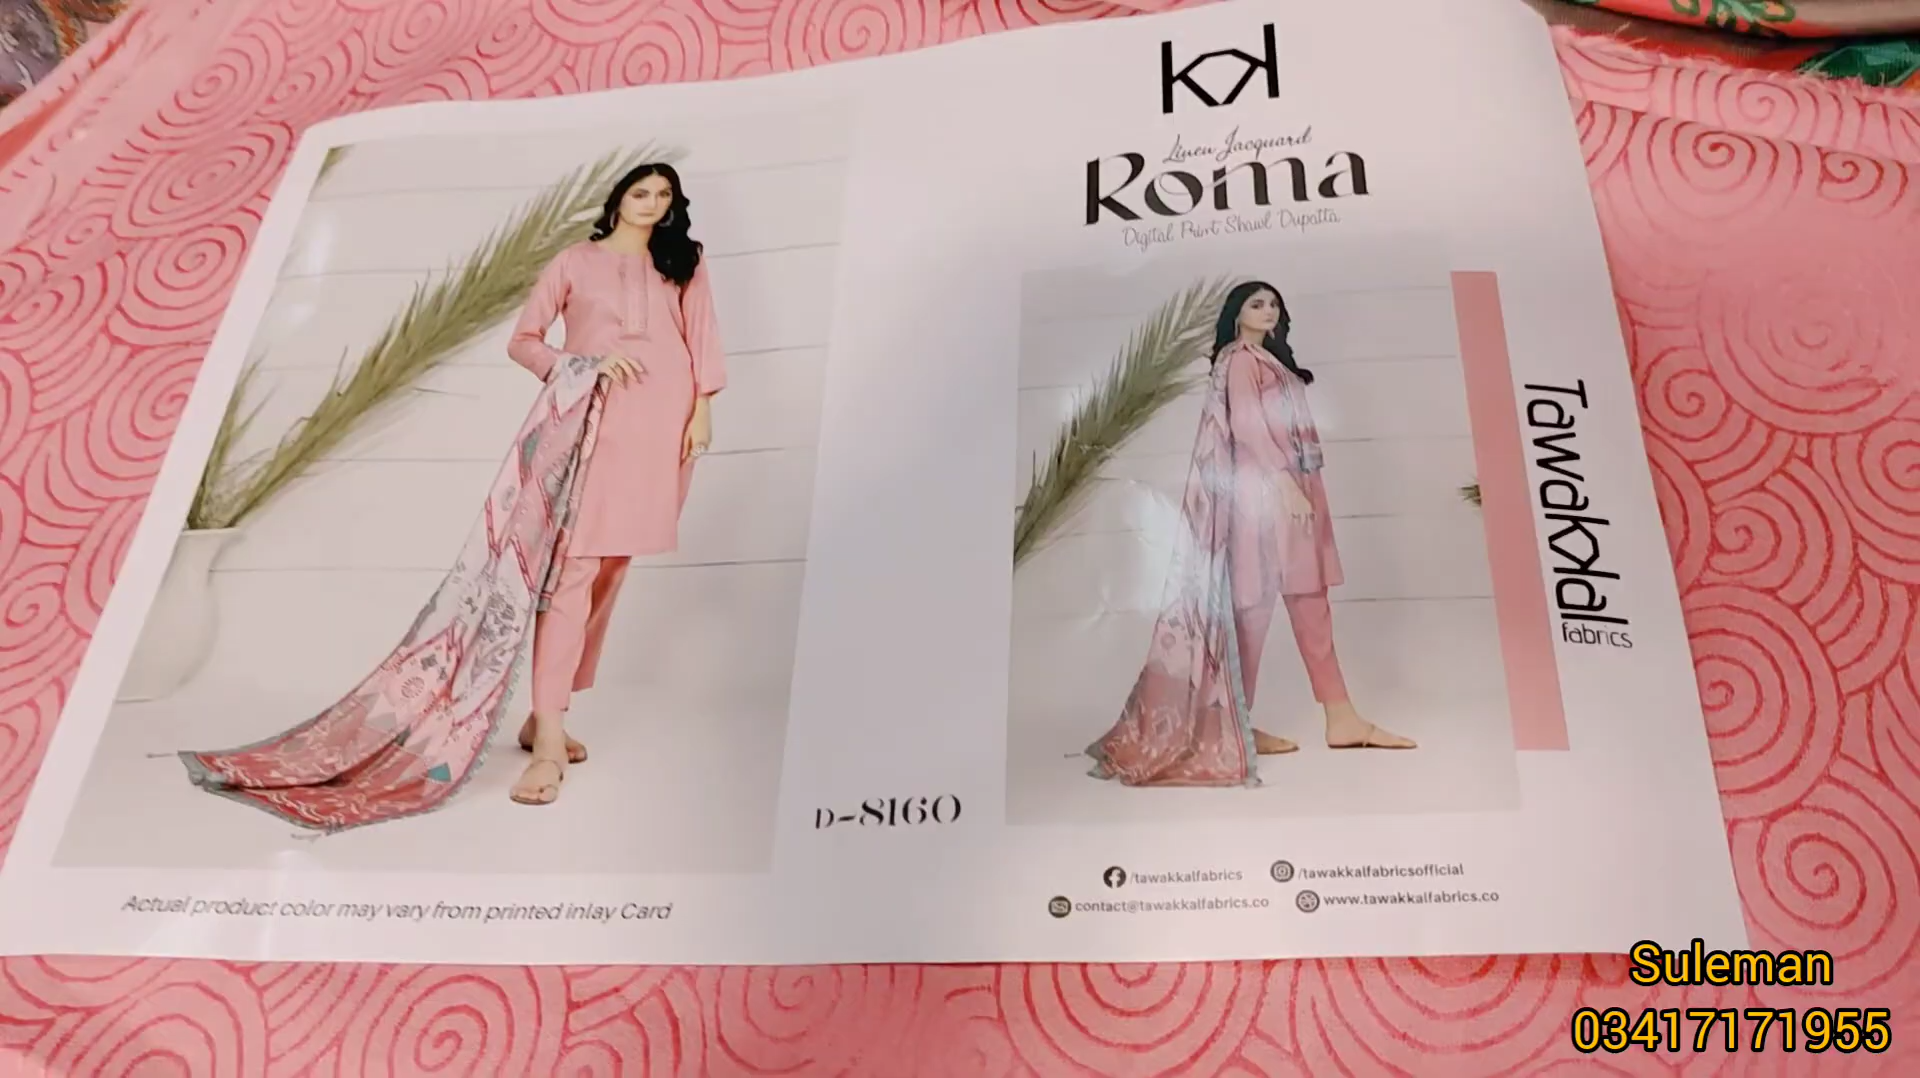 Linen Jacquard
Roma
Digital Print Shawl Dupatta
Tawakkal
fabrics
D-8160
/tawakkalfabrics
/tawakkalfabricsofficial
contact@tawakkalfabrics.co
www.tawakkalfabrics.co
Actual product color may vary from printed inlay Card
Suleman
03417171955